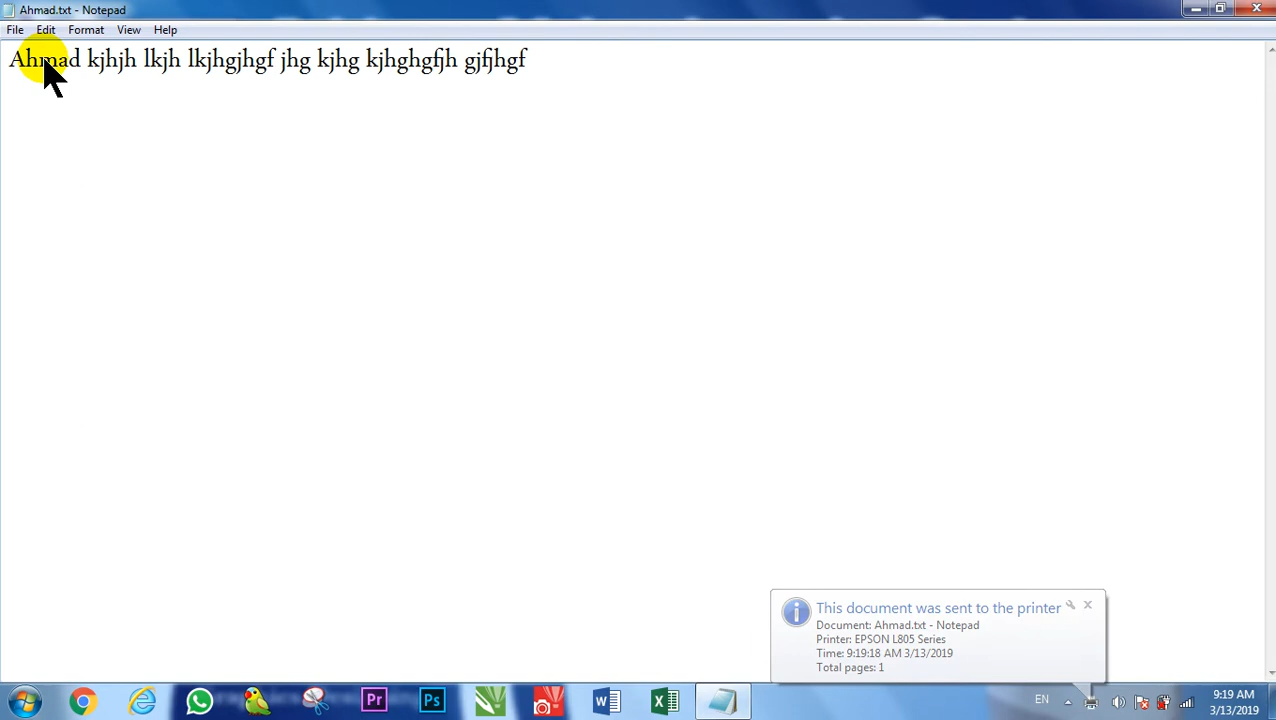 Ahmad.txt - Notepad
File Edit Format View Help
Ahmad kjhjh lkjh lkjhgjhgf jhg kjhg kjhghgfjh gjfjhgf
This document was sent to the printer
Document: Ahmad.txt - Notepad
Printer: EPSON L805 Series
Time: 9:19:18 AM 3/13/2019
Total pages: 1
Pr Ps
EN
9:19 AM
3/13/2019